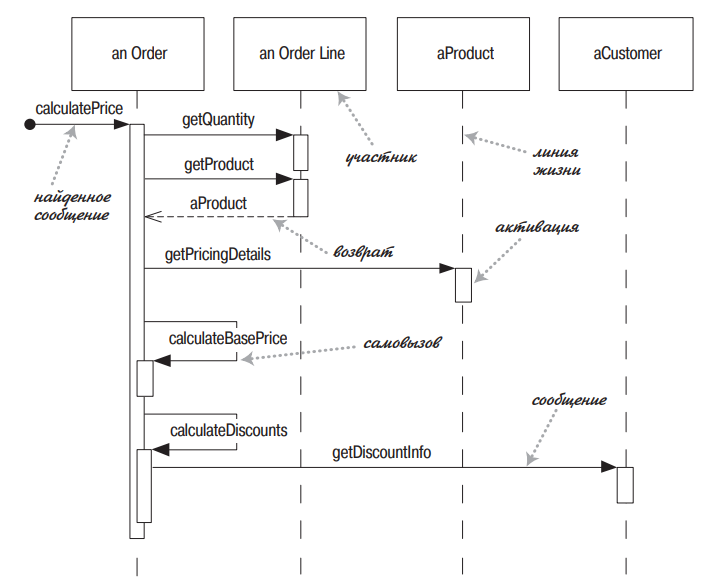 an Order
an Order Line
aProduct
aCustomer
calculatePrice
getQuantity
участник
линия
жизни
getProduct
найденное
сообщение
aProduct
возврат
активация
getPricingDetails
calculateBasePrice
самовызов
сообщение
calculateDiscounts
getDiscountInfo